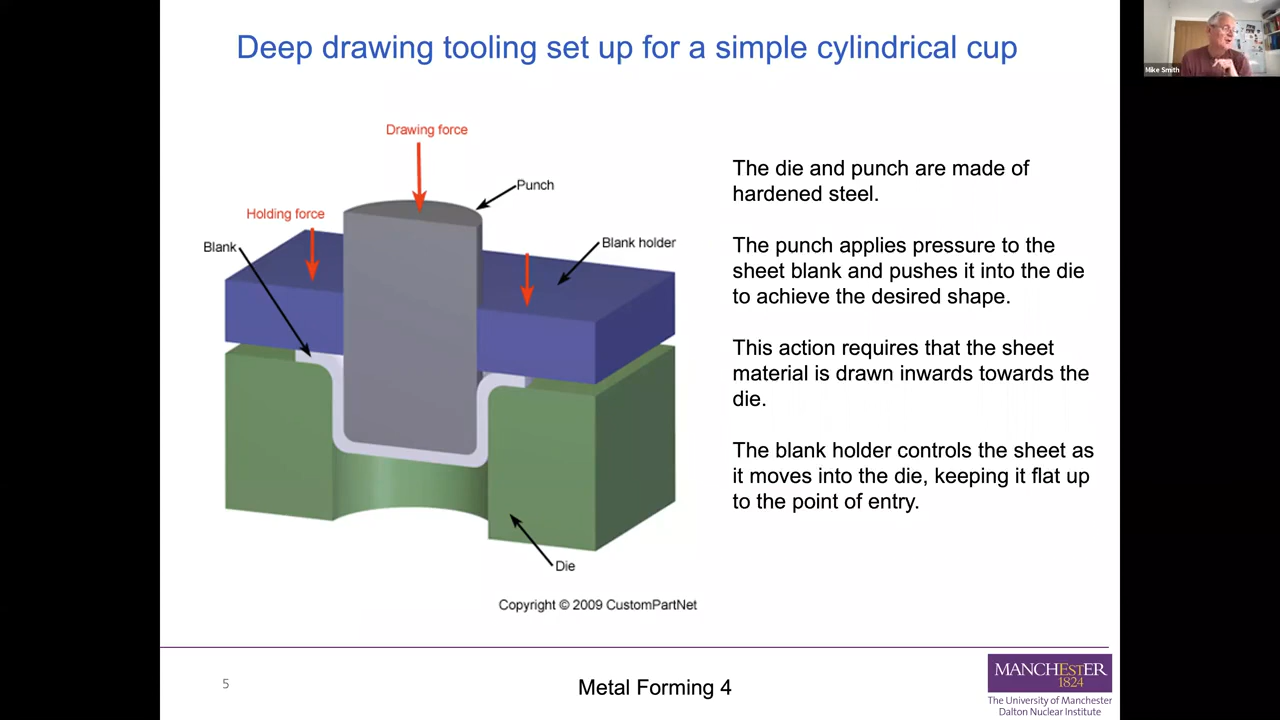 Deep drawing tooling set up for a simple cylindrical cup
Mike Smith
Drawing force
Punch
Holding force
Blank
Blank holder
Die
Copyright © 2009 CustomPartNet
The die and punch are made of
hardened steel.
The punch applies pressure to the
sheet blank and pushes it into the die
to achieve the desired shape.
This action requires that the sheet
material is drawn inwards towards the
die.
The blank holder controls the sheet as
it moves into the die, keeping it flat up
to the point of entry.
5
Metal Forming 4
MANCHESTER
1824
The University of Manchester
Dalton Nuclear Institute